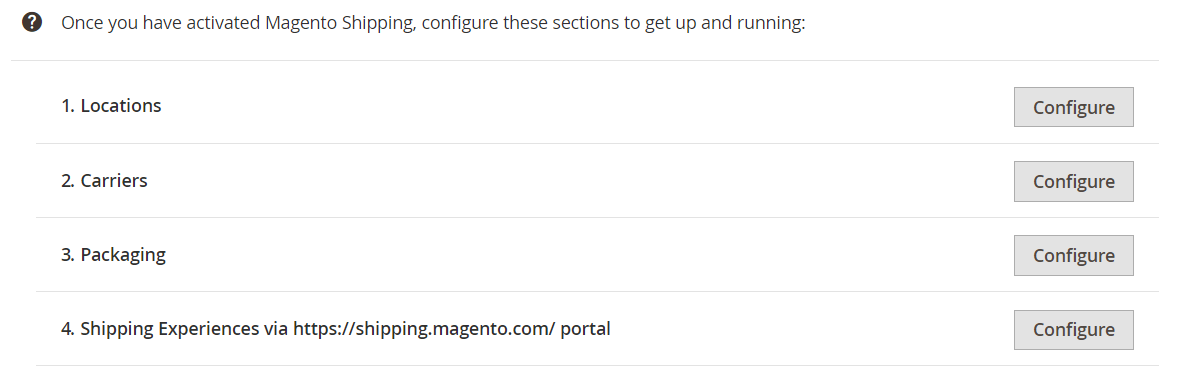 Once you have activated Magento Shipping, configure these sections to get up and running:
1. Locations
Configure
2. Carriers
Configure
3. Packaging
Configure
4. Shipping Experiences via https://shipping.magento.com/ portal
Configure